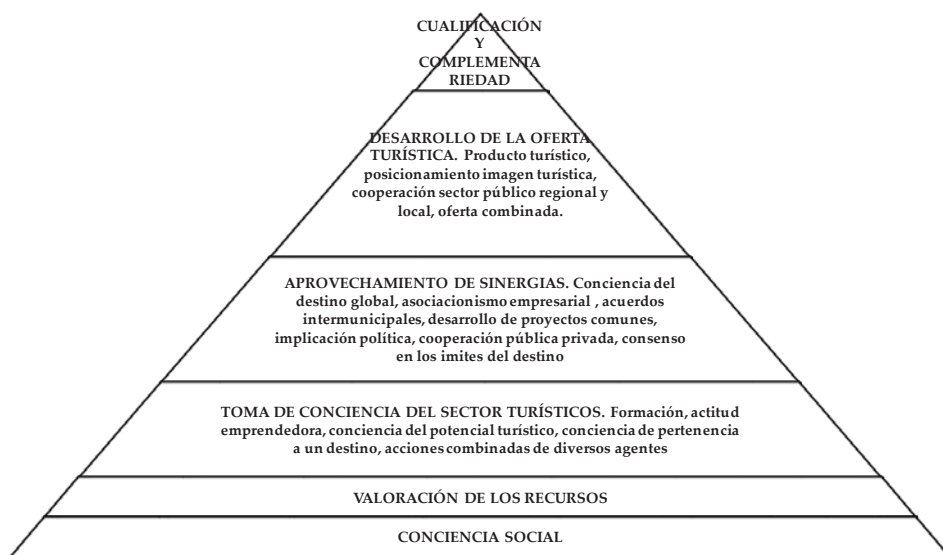 CUALIFICACIÓN
Y
COMPLEMENTA
RIEDAD
DESARROLLO DE LA OFERTA
TURÍSTICA. Producto turístico,
posicionamiento imagen turística,
cooperación sector público regional y
local, oferta combinada.
APROVECHAMIENTO DE SINERGIAS. Conciencia del
destino global, asociacionismo empresarial , acuerdos
intermunicipales, desarrollo de proyectos comunes,
implicación política, cooperación pública privada, consenso
en los imites del destino
TOMA DE CONCIENCIA DEL SECTOR TURÍSTICOS. Formación, actitud
emprendedora, conciencia del potencial turístico, conciencia de pertenencia
a un destino, acciones combinadas de diversos agentes
VALORACIÓN DE LOS RECURSOS
CONCIENCIA SOCIAL